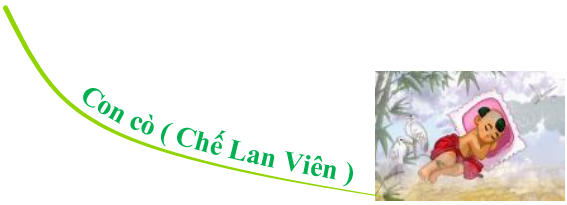 Con cò ( Chế Lan Viên )